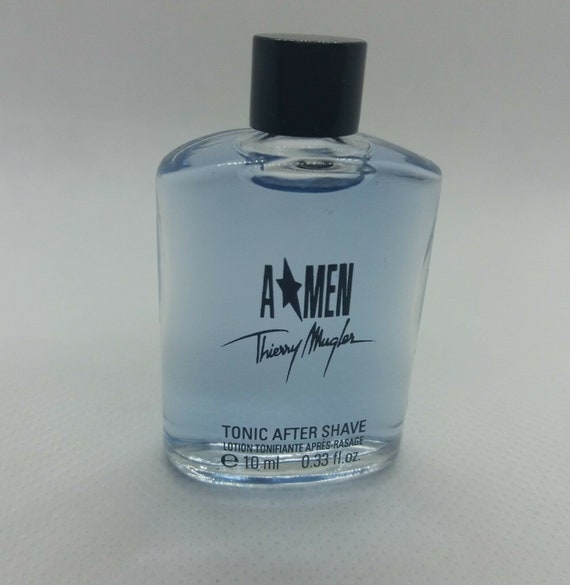 A★MEN
Thierry Mugler
TONIC AFTER SHAVE
LOTION TONIFIANTE APRÈS-RASAGE
℮ 10 ml 0.33 fl.oz.